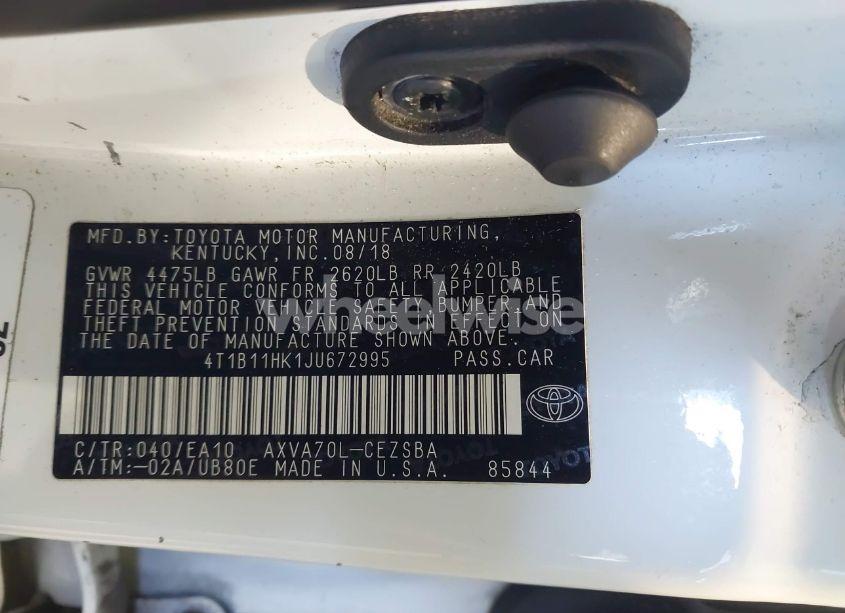 MFD.BY:TOYOTA MOTOR MANUFACTURING,
KENTUCKY, INC.08/18
GVWR 4475LB GAWR FR 2620LB RR 2420LB
THIS VEHICLE CONFORMS TO ALL APPLICABLE
FEDERAL MOTOR VEHICLE SAFETY, BUMPER, AND
THEFT PREVENTION STANDARDS IN EFFECT ON
THE DATE OF MANUFACTURE SHOWN ABOVE.
4T1B11HK1JU672995 PASS.CAR
wheelwise
C/TR:040/EA10 AXVA70L-CEZSBA
A/TM:-02A/UB80E MADE IN U.S.A. 85844